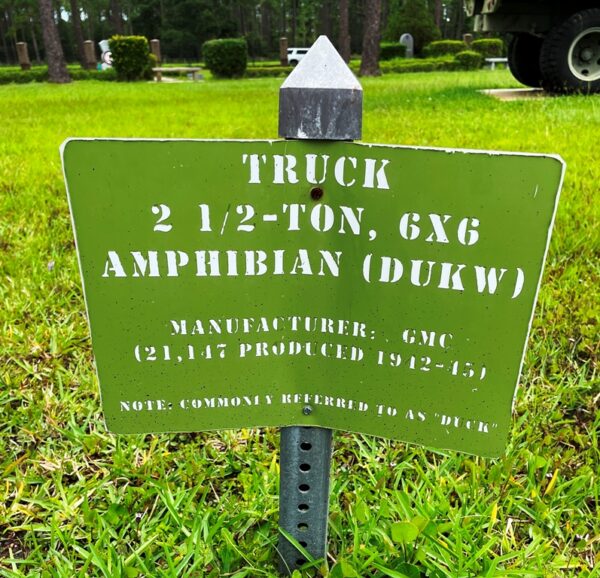 TRUCK
2 1/2-TON, 6X6
AMPHIBIAN (DUKW)
MANUFACTURER: GMC
(21,147 PRODUCED 1942-45)
NOTE: COMMONLY REFERRED TO AS "DUCK"